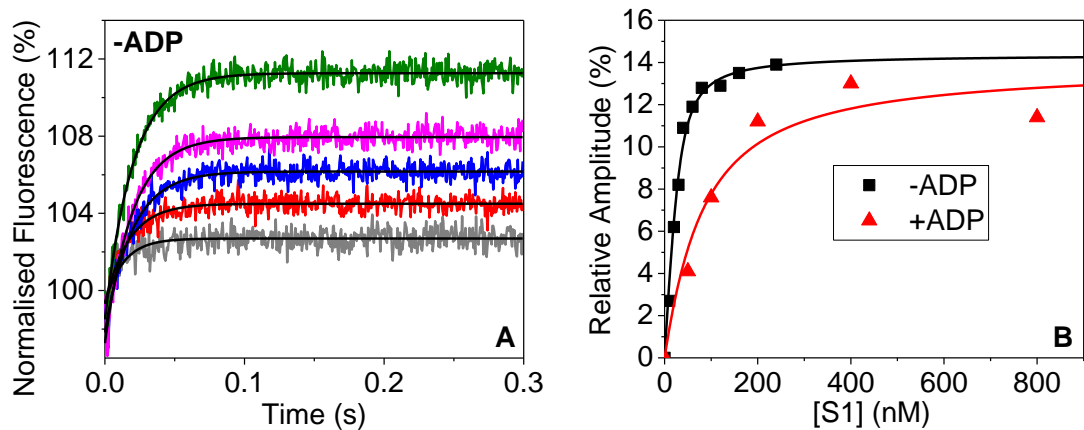 -ADP
Normalised Fluorescence (%)
112
108
104
100
0.0
0.1
0.2
0.3
Time (s)
A
Relative Amplitude (%)
16
14
12
10
8
6
4
2
0
0
200
400
600
800
[S1] (nM)
-ADP
+ADP
B